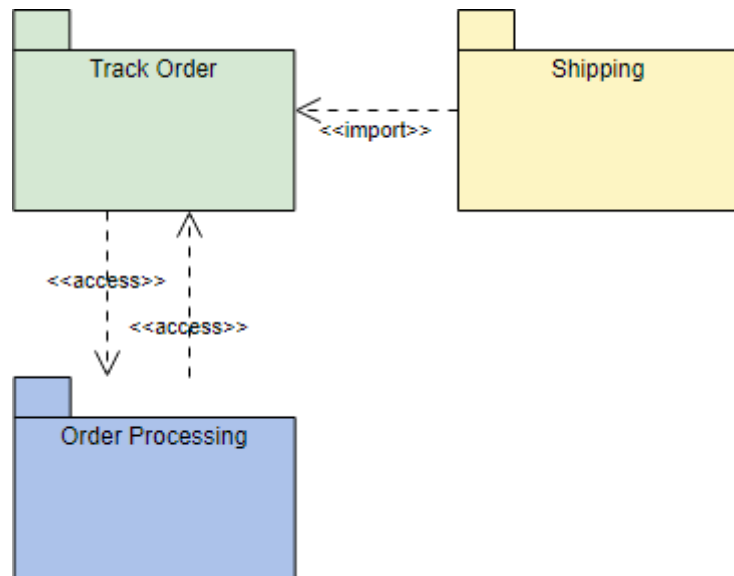 Track Order
Shipping
<<import>>
<<access>>
<<access>>
Order Processing